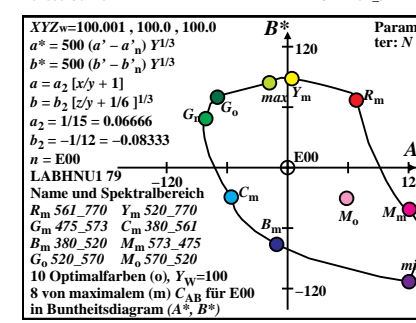 XYZw=100.001 , 100.0, 100.0
a* = 500 (a’ - a’n) Y1/3
b* = 500 (b’ - b’n) Y1/3
a = a2 [x/y + 1]
b = b2 [z/y + 1/6 ]1/3
a2 = 1/15 = 0.06666
b2 = −1/12 = −0.08333
n = E00
LABHNU1 79
Name und Spektralbereich
Rm 561_770 Ym 520_770
Gm 475_573 Cm 380_561
Bm 380_520 Mm 573_475
Go 520_570 Mo 570_520
10 Optimalfarben (o), YW=100
8 von maximalem (m) CAB für E00
in Buntheitsdiagram (A*, B*)
B*
Param
ter: N
120
max
Ym
Rm
Go
E00
A
−120
12
Cm
Mo
Mm
Bm
−120